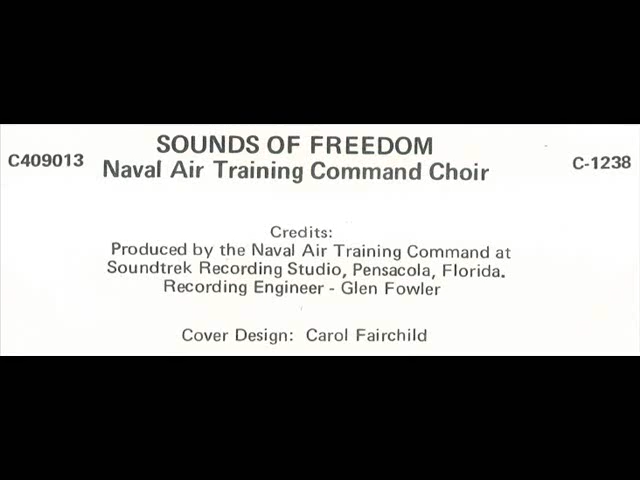 SOUNDS OF FREEDOM
C409013 Naval Air Training Command Choir C-1238
Credits:
Produced by the Naval Air Training Command at
Soundtrek Recording Studio, Pensacola, Florida.
Recording Engineer - Glen Fowler
Cover Design: Carol Fairchild